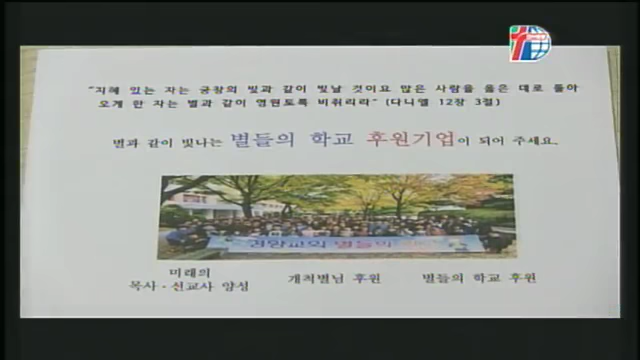 "지혜 있는 자는 궁창의 빛과 같이 빛날 것이요 많은 사람을 옳은 데로 돌아
오게 한 자는 별과 같이 영원토록 비취리라" (다니엘 12장 3절)
별과 같이 빛나는 별들의 학교 후원기업이 되어 주세요.
별들의
미래의
목사·선교사 양성
개척별님 후원
별들의 학교 후원